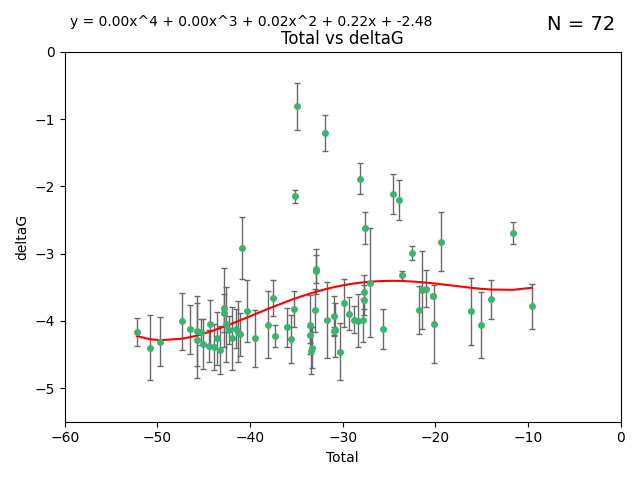 y = 0.00x^4 + 0.00x^3 + 0.02x^2 + 0.22x + -2.48
N = 72
Total vs deltaG
0
−1
−2
−3
−4
−5
deltaG
−60 −50 −40 −30 −20 −10 0
Total